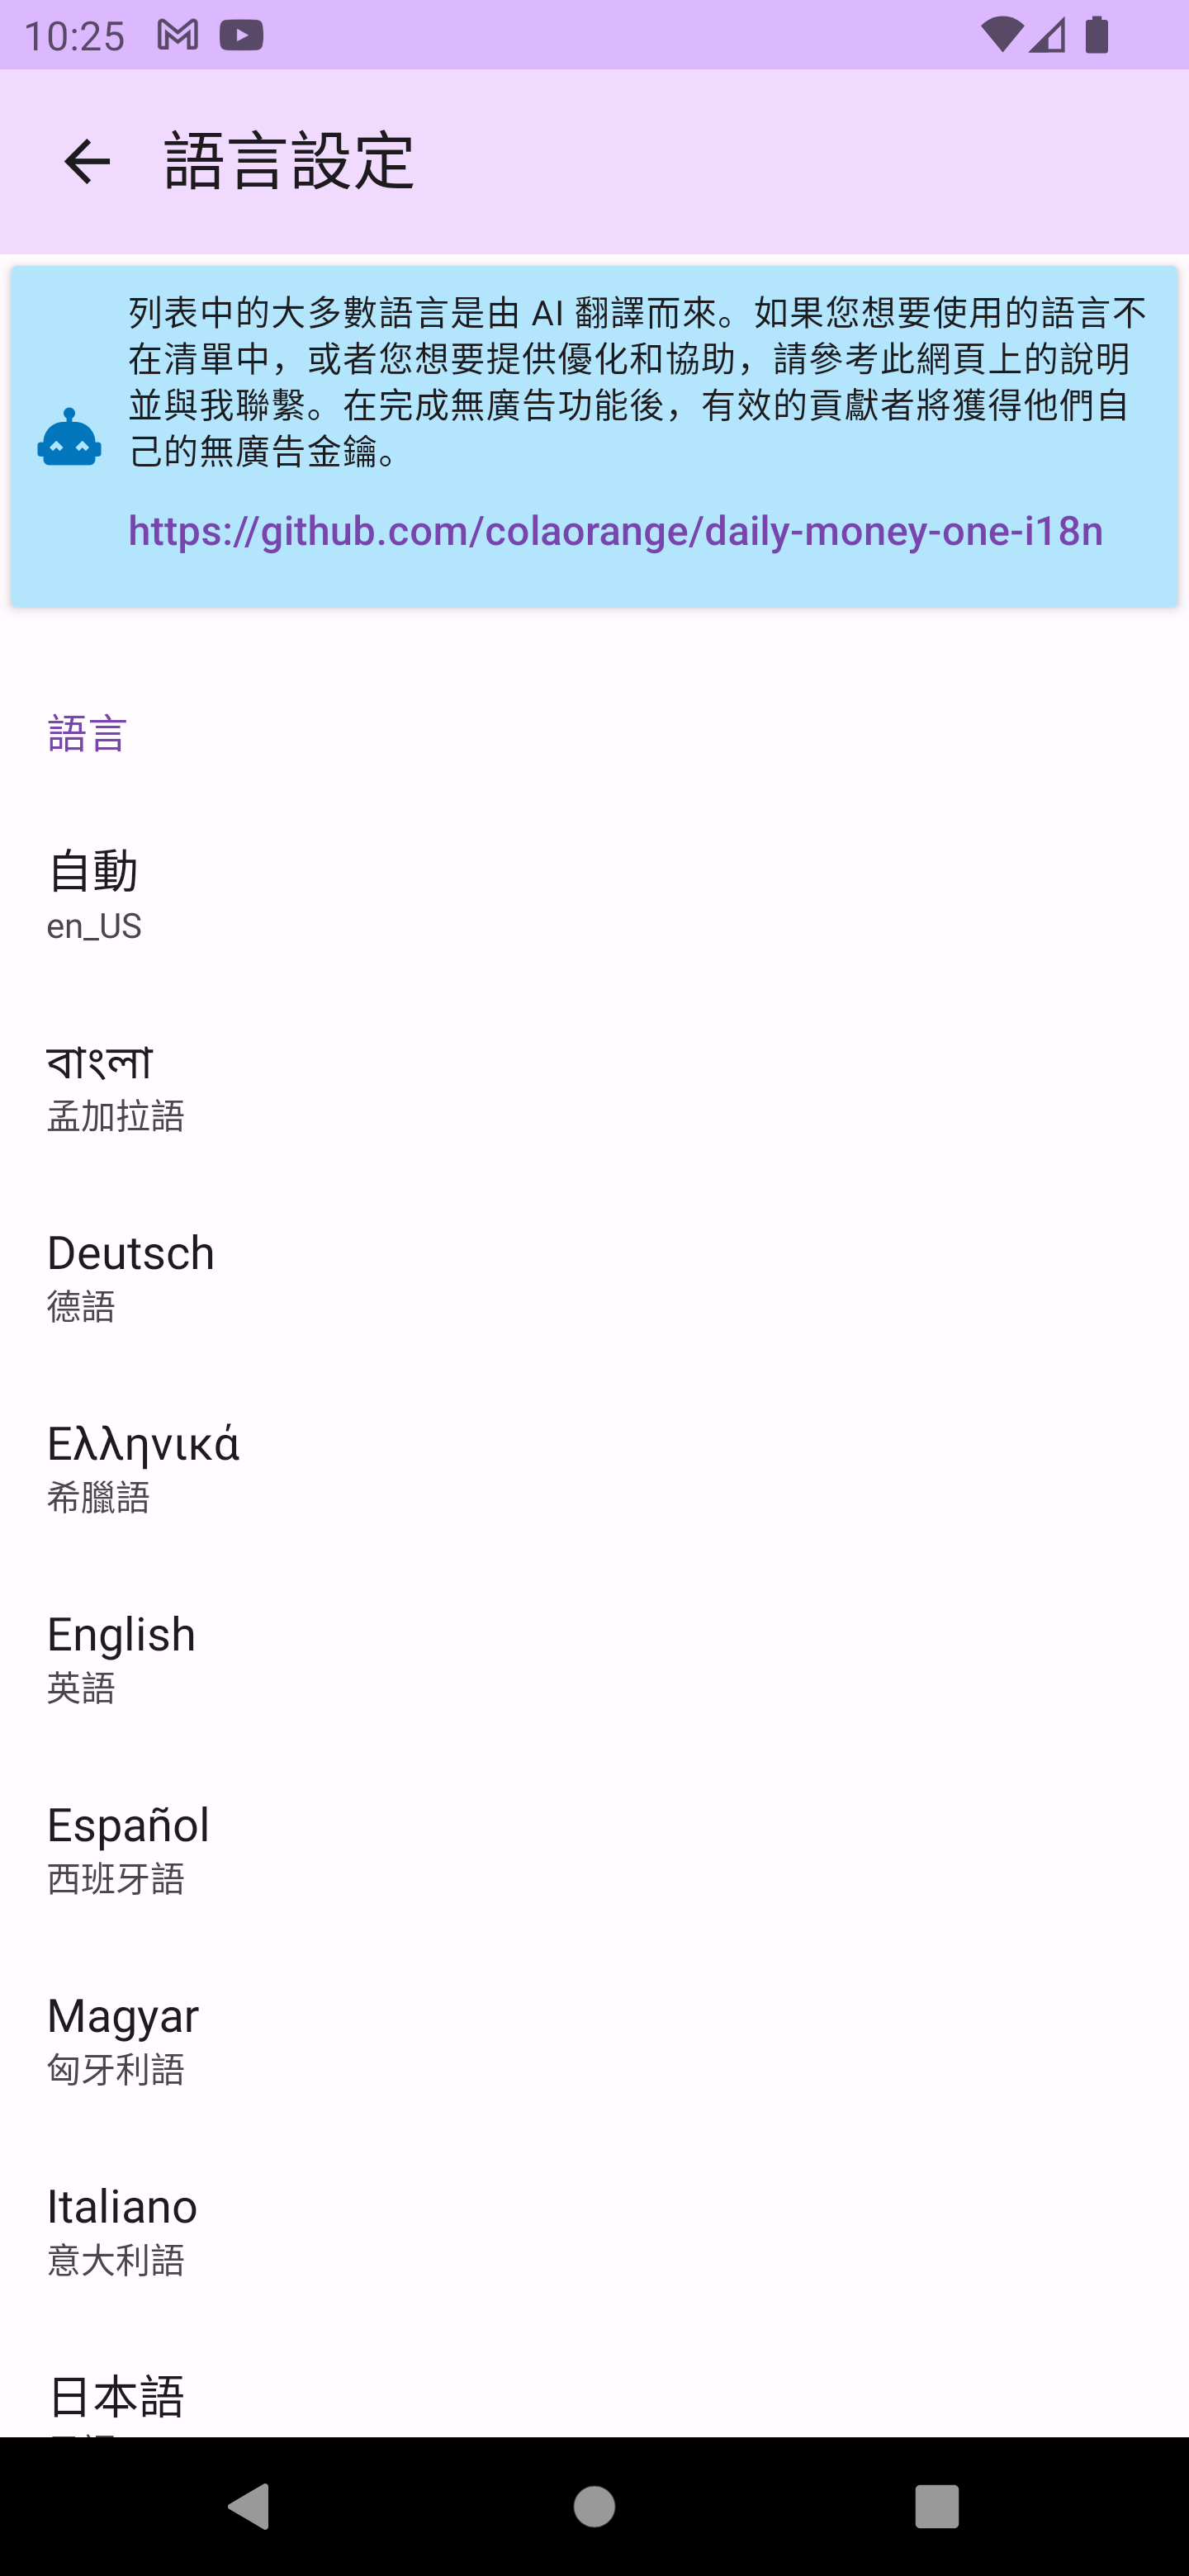 10:25
語言設定
列表中的大多數語言是由 AI 翻譯而來。如果您想要使用的語言不
在清單中，或者您想要提供優化和協助，請參考此網頁上的說明
並與我聯繫。在完成無廣告功能後，有效的貢獻者將獲得他們自
己的無廣告金鑰。
https://github.com/colaorange/daily-money-one-i18n
語言
自動
en_US
বাংলা
孟加拉語
Deutsch
德語
Ελληνικά
希臘語
English
英語
Español
西班牙語
Magyar
匈牙利語
Italiano
意大利語
日本語